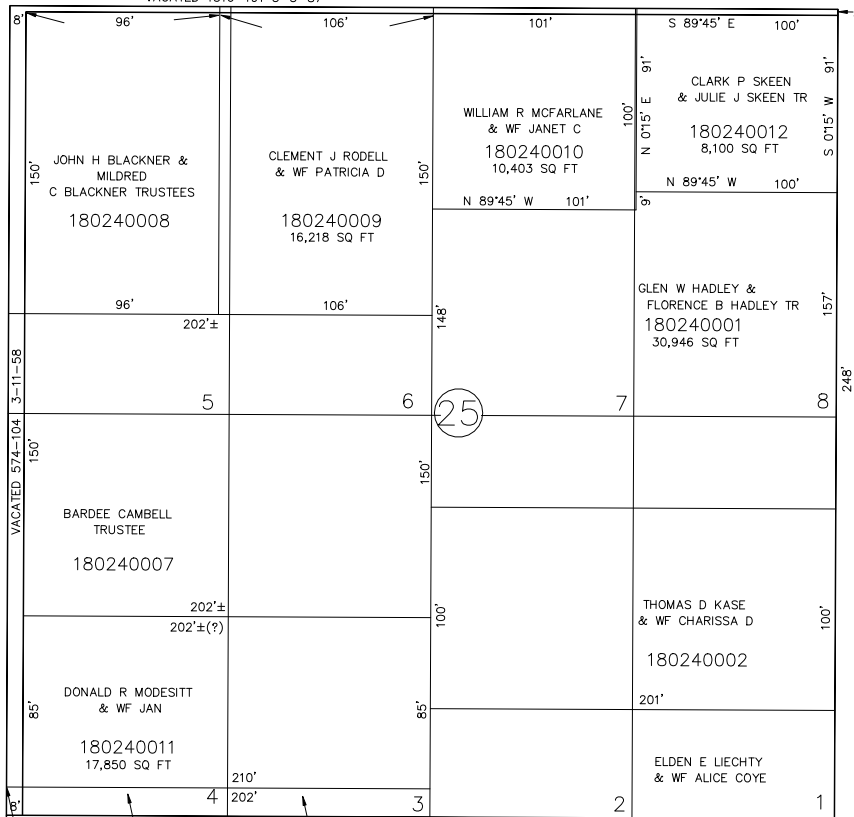 8'
96'
106'
101'
S 89°45' E 100'
JOHN H BLACKNER &
MILDRED
C BLACKNER TRUSTEES
180240008
150'
CLEMENT J RODELL
& WF PATRICIA D
180240009
16,218 SQ FT
150'
WILLIAM R MCFARLANE
& WF JANET C
180240010
10,403 SQ FT
100'
N 89°45' W 101'
N 0°15' E 91'
CLARK P SKEEN
& JULIE J SKEEN TR
180240012
8,100 SQ FT
S 0°15' W 91'
N 89°45' W 100'
9'
GLEN W HADLEY &
FLORENCE B HADLEY TR
180240001
30,946 SQ FT
157'
248'
96'
106'
202'±
148'
VACATED 574-104 3-11-58
5
6
25
7
8
150'
150'
BARDEE CAMBELL
TRUSTEE
180240007
202'±
202'±(?)
100'
THOMAS D KASE
& WF CHARISSA D
180240002
100'
201'
DONALD R MODESITT
& WF JAN
180240011
17,850 SQ FT
85'
85'
ELDEN E LIECHTY
& WF ALICE COYE
210'
8'
4
202'
3
2
1